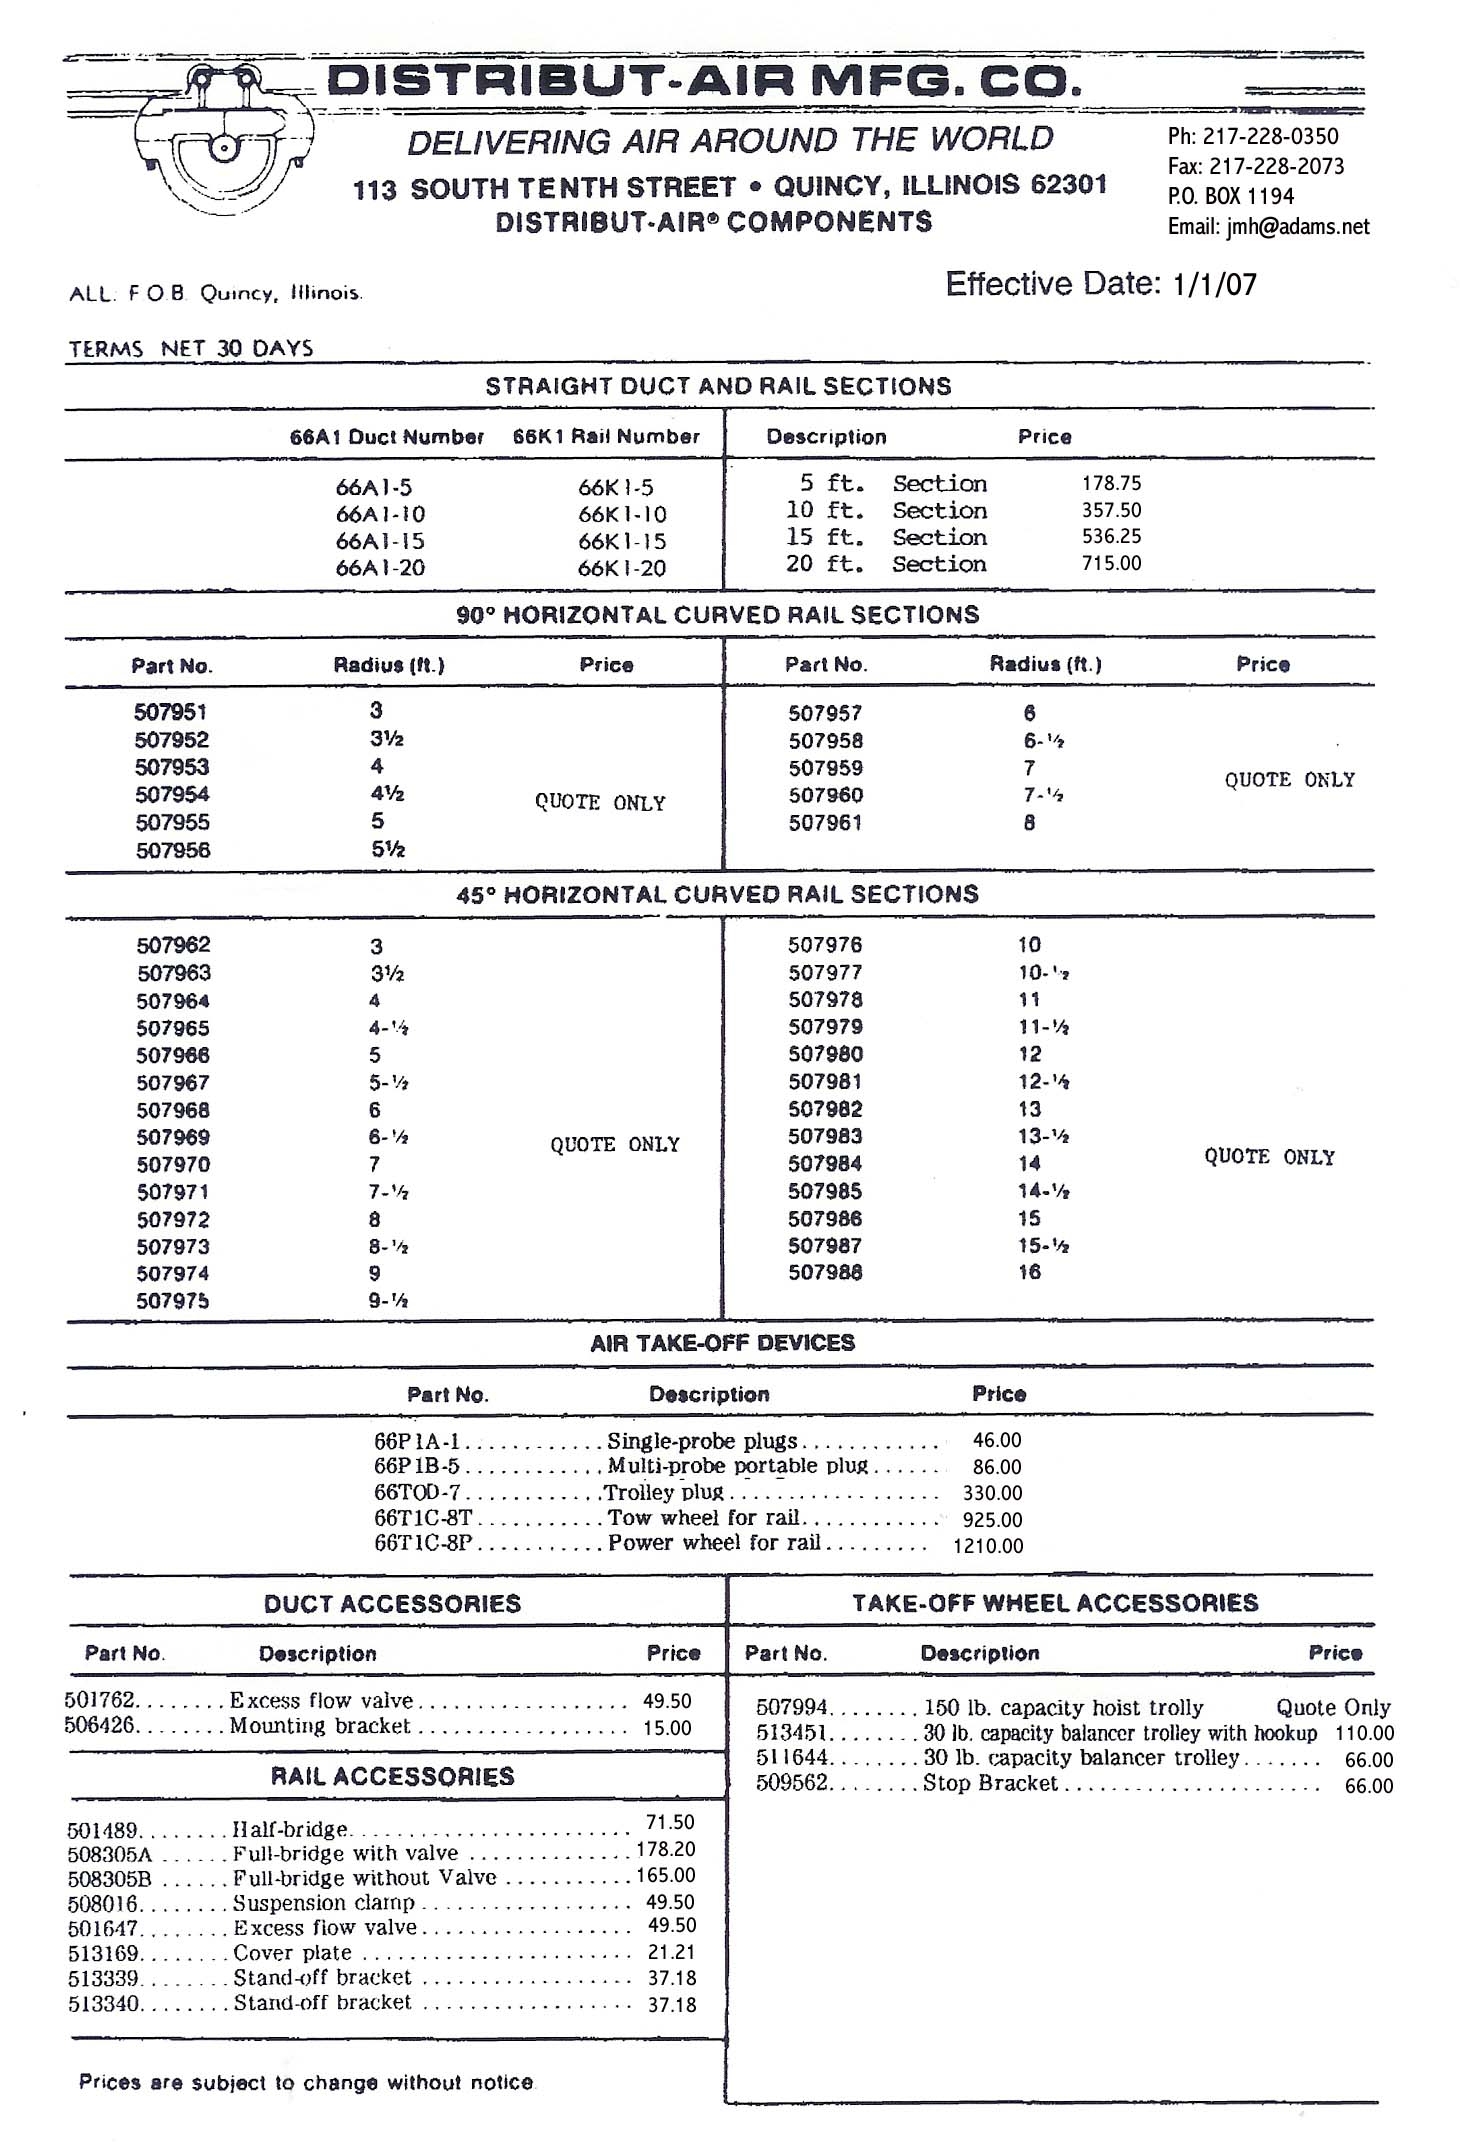 DISTRIBUT-AIR MFG. CO.
DELIVERING AIR AROUND THE WORLD
113 SOUTH TENTH STREET • QUINCY, ILLINOIS 62301
DISTRIBUT-AIR® COMPONENTS
Ph: 217-228-0350
Fax: 217-228-2073
P.O. BOX 1194
Email: jmh@adams.net
ALL: F O B Quincy, Illinois.
Effective Date: 1/1/07
TERMS NET 30 DAYS
STRAIGHT DUCT AND RAIL SECTIONS
66A1 Duct Number 66K1 Rail Number Description Price
66A1-5 66K1-5 5 ft. Section 178.75
66A1-10 66K1-10 10 ft. Section 357.50
66A1-15 66K1-15 15 ft. Section 536.25
66A1-20 66K1-20 20 ft. Section 715.00
90° HORIZONTAL CURVED RAIL SECTIONS
Part No. Radius (ft.) Price Part No. Radius (ft.) Price
507951 3 507957 6
507952 3½ 507958 6-½
507953 4 507959 7 QUOTE ONLY
507954 4½ QUOTE ONLY 507960 7-½
507955 5 507961 8
507956 5½
45° HORIZONTAL CURVED RAIL SECTIONS
507962 3 507976 10
507963 3½ 507977 10-½
507964 4 507978 11
507965 4-½ 507979 11-½
507966 5 507980 12
507967 5-½ 507981 12-½
507968 6 507982 13
507969 6-½ QUOTE ONLY 507983 13-½
507970 7 507984 14 QUOTE ONLY
507971 7-½ 507985 14-½
507972 8 507986 15
507973 8-½ 507987 15-½
507974 9 507988 16
507975 9-½
AIR TAKE-OFF DEVICES
Part No. Description Price
66P1A-1............Single-probe plugs............ 46.00
66P1B-5............Multi-probe portable plug...... 86.00
66TOD-7............Trolley plug.................. 330.00
66T1C-8T...........Tow wheel for rail............ 925.00
66T1C-8P...........Power wheel for rail......... 1210.00
DUCT ACCESSORIES
Part No. Description Price
501762........Excess flow valve.................. 49.50
506426........Mounting bracket.................. 15.00
RAIL ACCESSORIES
501489........Half-bridge........................ 71.50
508305A ......Full-bridge with valve .............. 178.20
508305B ......Full-bridge without Valve ........... 165.00
508016........Suspension clamp.................. 49.50
501647........Excess flow valve.................. 49.50
513169........Cover plate ....................... 21.21
513339........Stand-off bracket .................. 37.18
513340........Stand-off bracket .................. 37.18
Prices are subject to change without notice
TAKE-OFF WHEEL ACCESSORIES
Part No. Description Price
507994........150 lb. capacity hoist trolly Quote Only
513451........30 lb. capacity balancer trolley with hookup 110.00
511644........30 lb. capacity balancer trolley....... 66.00
509562........Stop Bracket...................... 66.00